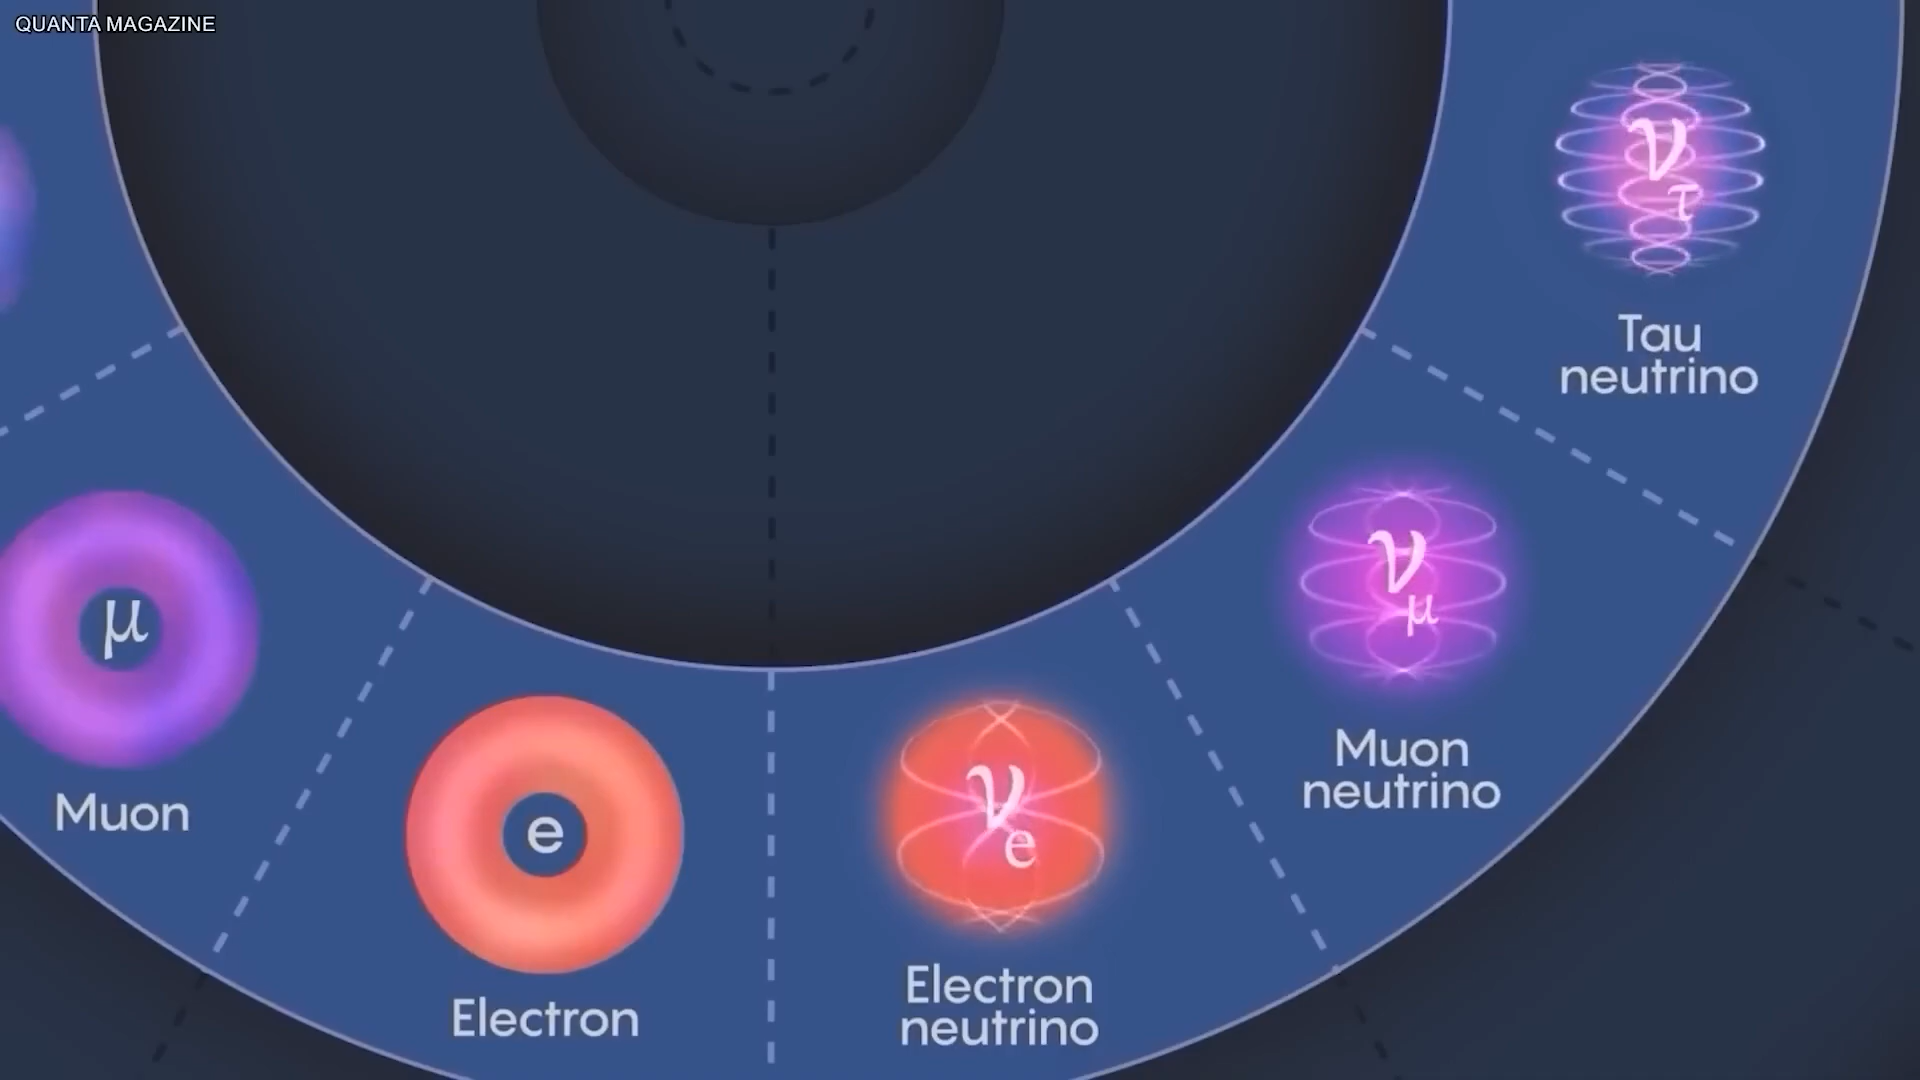 QUANTA MAGAZINE
ν
τ
Tau
neutrino
ν
μ
Muon
neutrino
μ
Muon
e
Electron
ν
e
Electron
neutrino